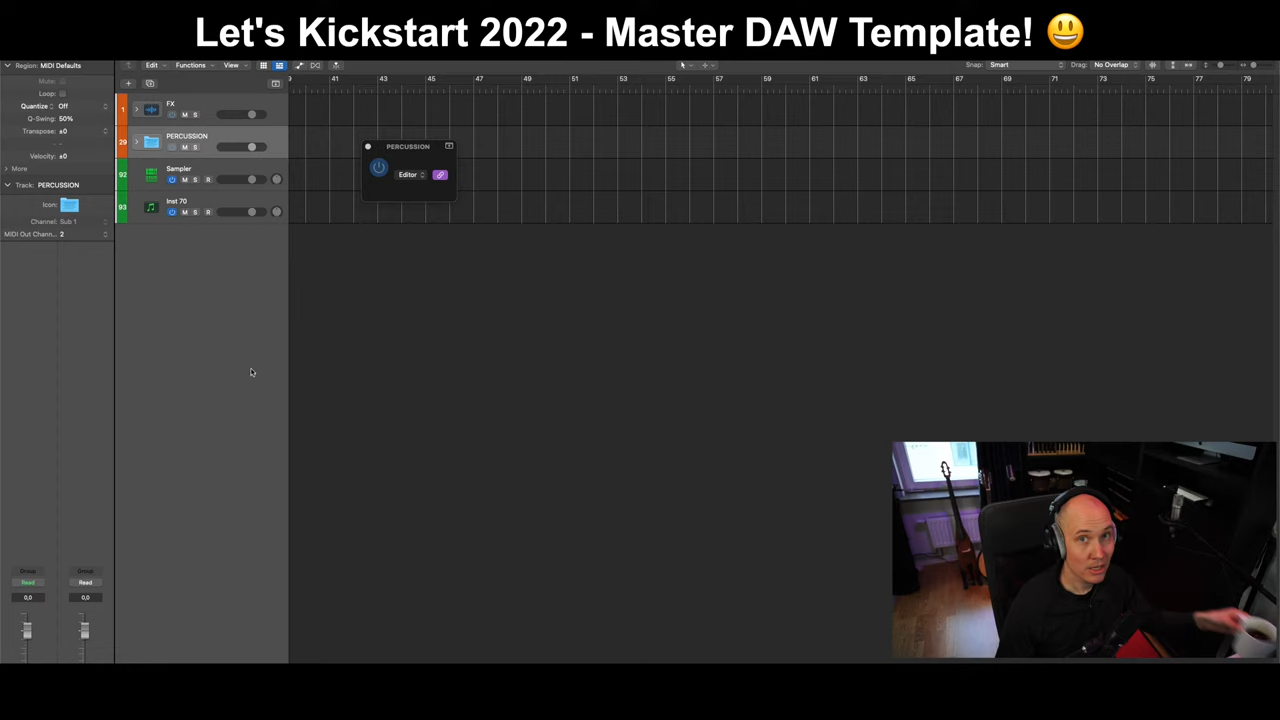 Let's Kickstart 2022 - Master DAW Template! 😃
Region: MIDI Defaults
Edit Functions View
Snap: Smart Drag: No Overlap
9 41 43 45 47 49 51 53 55 57 59 61 63 65 67 69 71 73 75 77 79
Mute:
Loop:
Quantize Off
Q-Swing: 50%
Transpose: ±0
Velocity: ±0
More
Track: PERCUSSION
Icon:
Channel: Sub 1
MIDI Out Chann... 2
1 FX
M S
29 PERCUSSION
M S
92 Sampler
M S R
93 Inst 70
M S R
PERCUSSION
Editor
Group Group
Read Read
0,0 0,0